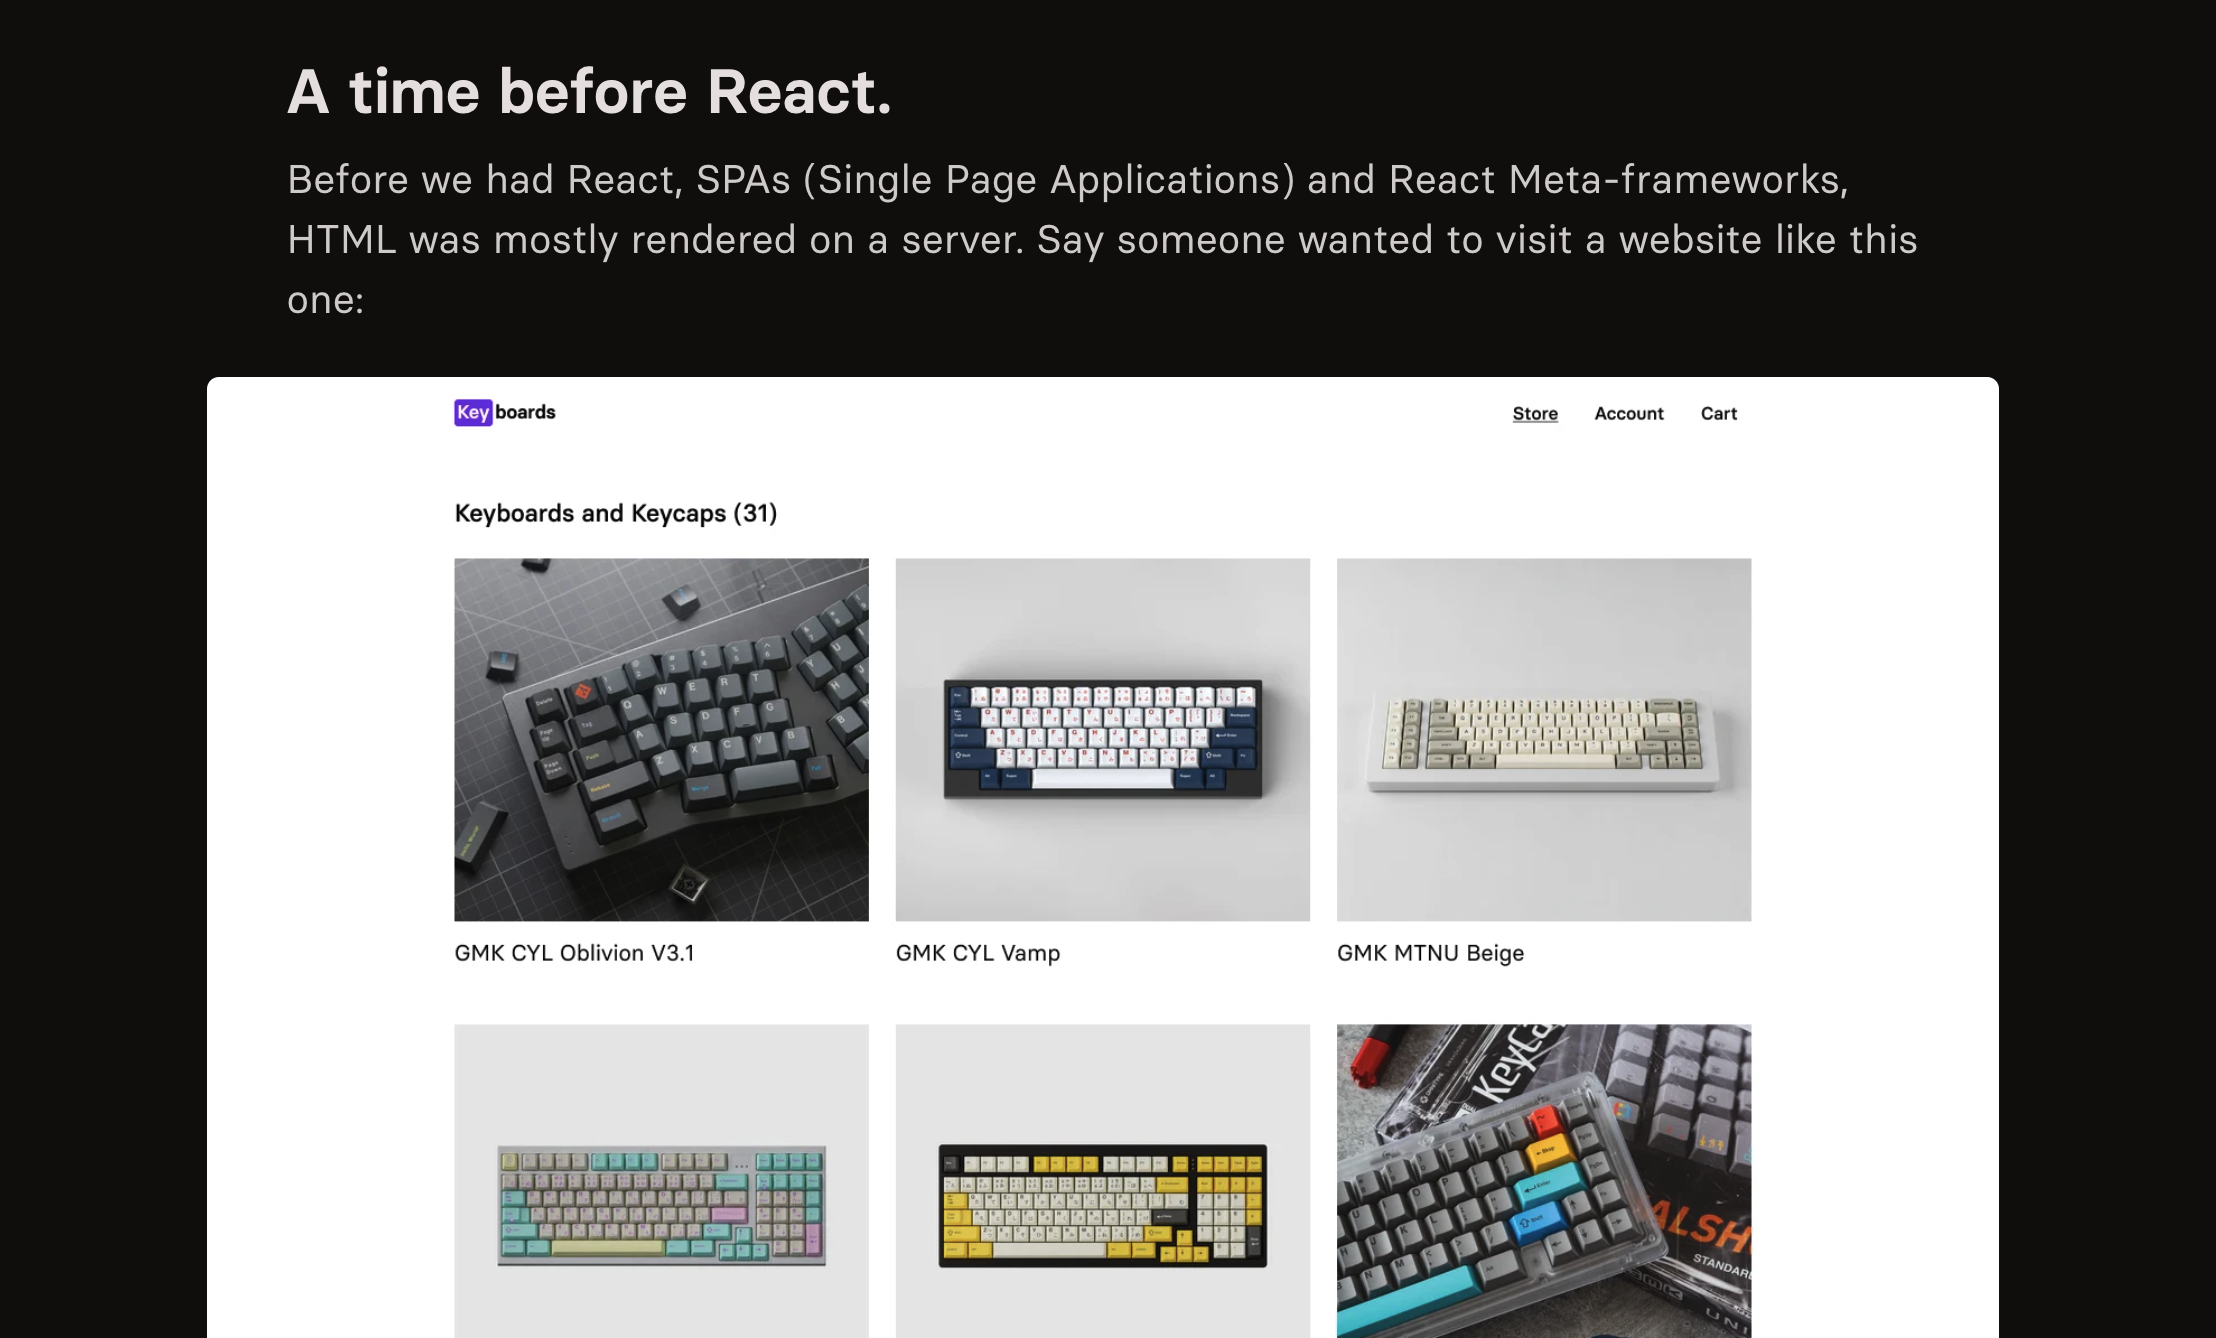 A time before React.
Before we had React, SPAs (Single Page Applications) and React Meta-frameworks,
HTML was mostly rendered on a server. Say someone wanted to visit a website like this
one:
Keyboards
Store Account Cart
Keyboards and Keycaps (31)
GMK CYL Oblivion V3.1
GMK CYL Vamp
GMK MTNU Beige